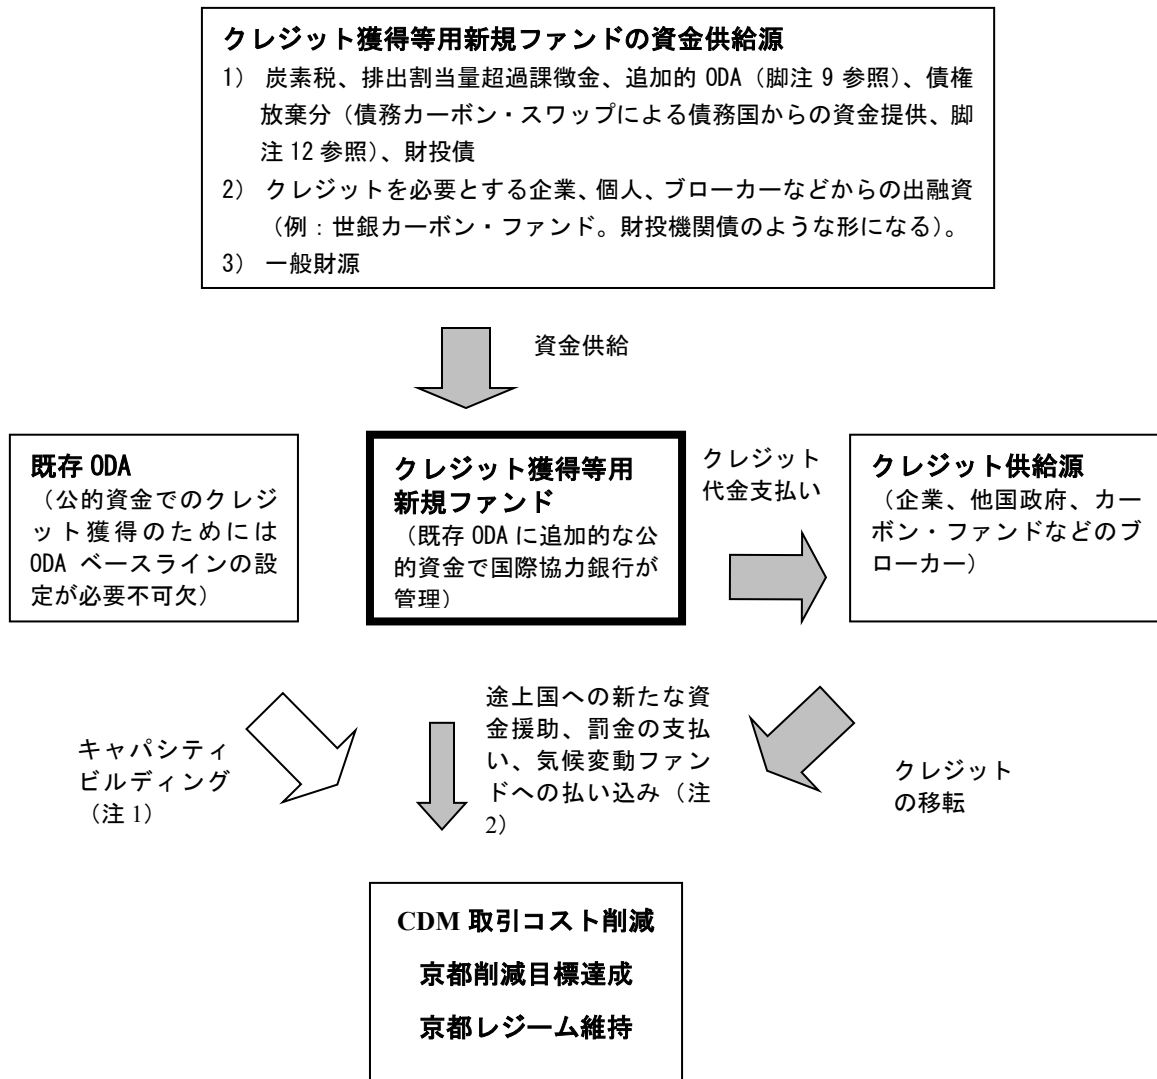 クレジット獲得等用新規ファンドの資金供給源
1） 炭素税、排出割当量超過課徴金、追加的 ODA（脚注 9 参照）、債権
放棄分（債務カーボン・スワップによる債務国からの資金提供、脚
注 12 参照）、財投債
2） クレジットを必要とする企業、個人、ブローカーなどからの出融資
（例：世銀カーボン・ファンド。財投機関債のような形になる）。
3） 一般財源
資金供給
既存 ODA
（公的資金でのクレジ
ット獲得のためには
ODA ベースラインの設
定が必要不可欠）
クレジット獲得等用
新規ファンド
（既存 ODA に追加的な公
的資金で国際協力銀行が
管理）
クレジット
代金支払い
クレジット供給源
（企業、他国政府、カー
ボン・ファンドなどのブ
ローカー）
キャパシティ
ビルディング
（注 1）
途上国への新たな資
金援助、罰金の支払
い、気候変動ファン
ドへの払い込み（注
2）
クレジット
の移転
CDM 取引コスト削減
京都削減目標達成
京都レジーム維持